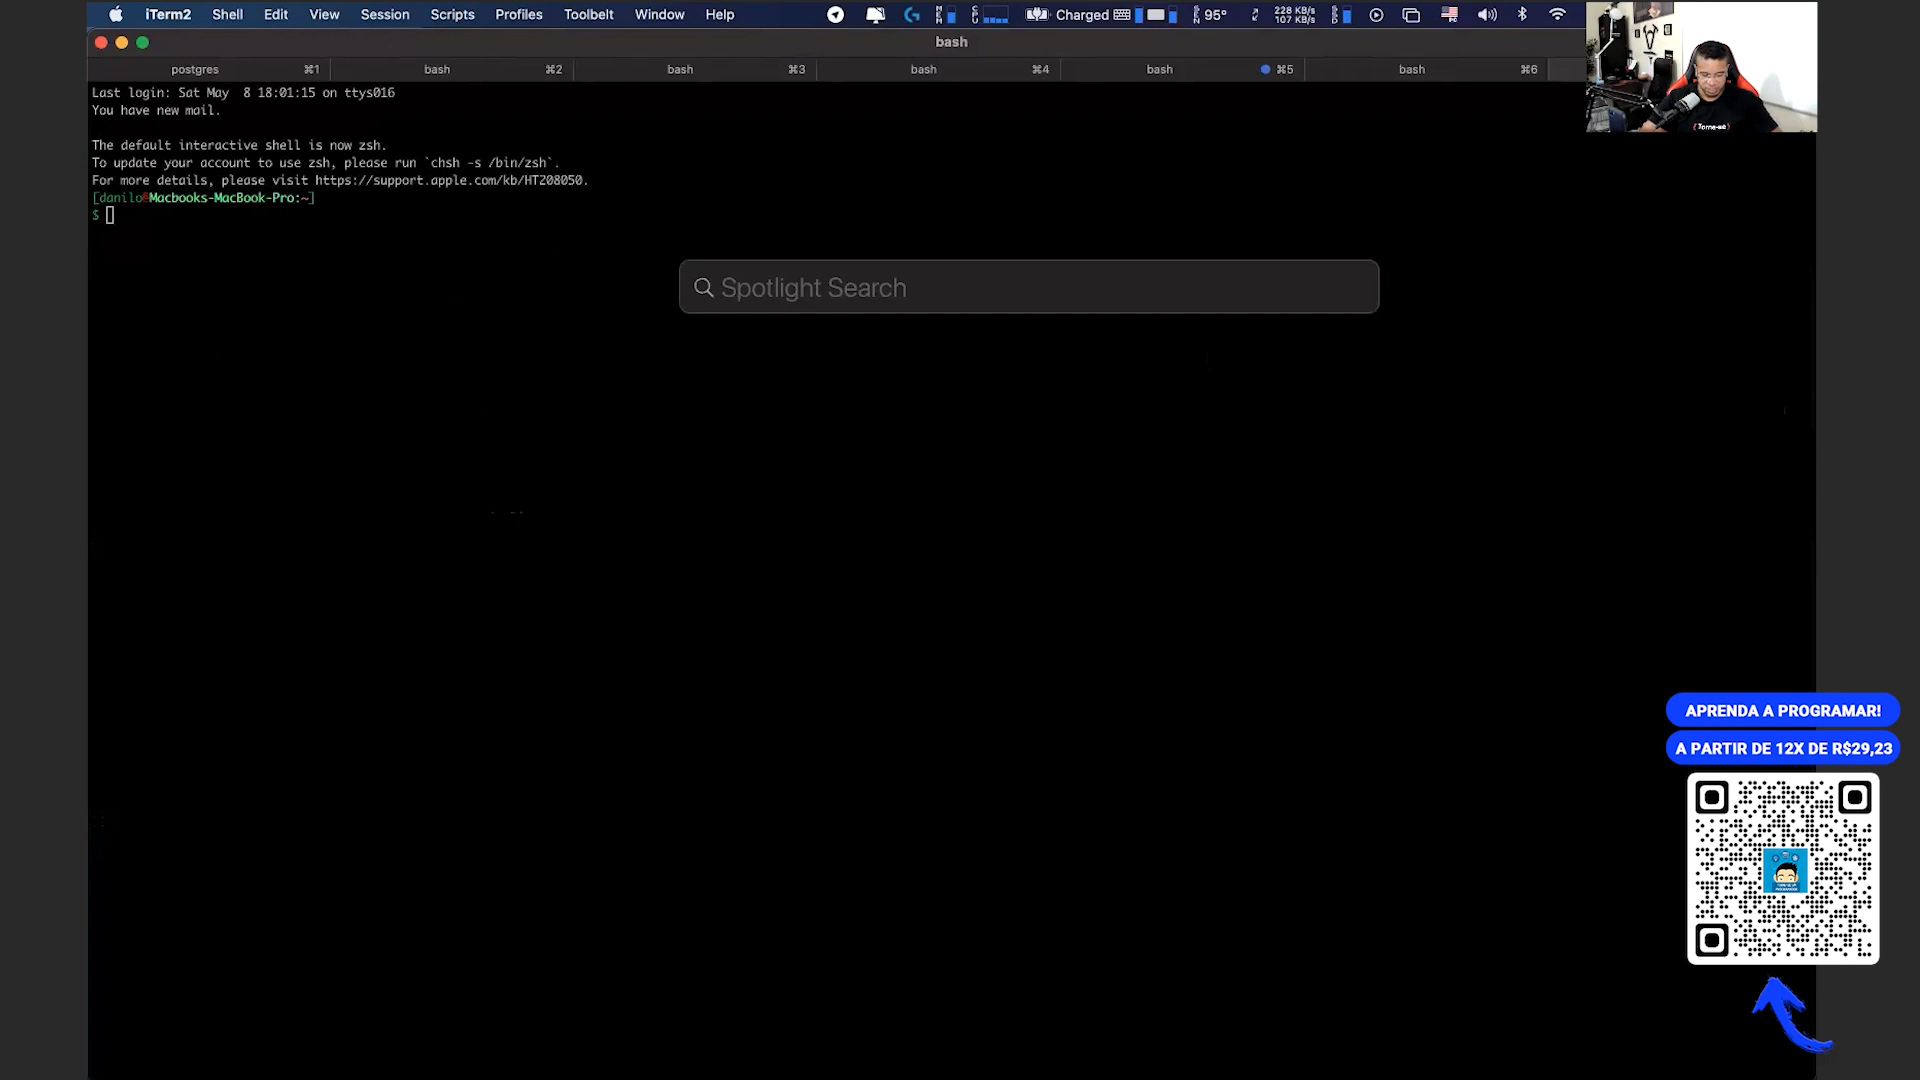 iTerm2 Shell Edit View Session Scripts Profiles Toolbelt Window Help Charged 95° 228 KB/s
107 KB/s
bash
postgres ⌘1 bash ⌘2 bash ⌘3 bash ⌘4 bash ⌘5 bash ⌘6
Last login: Sat May  8 18:01:15 on ttys016
You have new mail.
The default interactive shell is now zsh.
To update your account to use zsh, please run `chsh -s /bin/zsh`.
For more details, please visit https://support.apple.com/kb/HT208050.
[danilo@Macbooks-MacBook-Pro:~]
$
Spotlight Search
APRENDA A PROGRAMAR!
A PARTIR DE 12X DE R$29,23